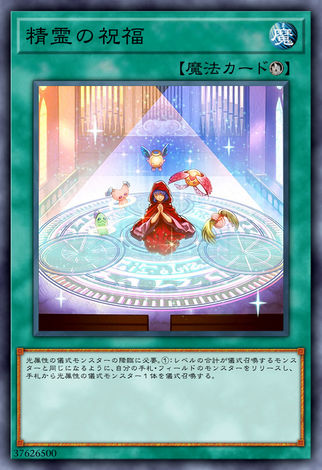 精霊の祝福
魔
【魔法カード】
光属性の儀式モンスターの降臨に必要。①:レベルの合計が儀式召喚するモンス
ターと同じになるように、自分の手札・フィールドのモンスターをリリースし、
手札から光属性の儀式モンスター1体を儀式召喚する。
37626500